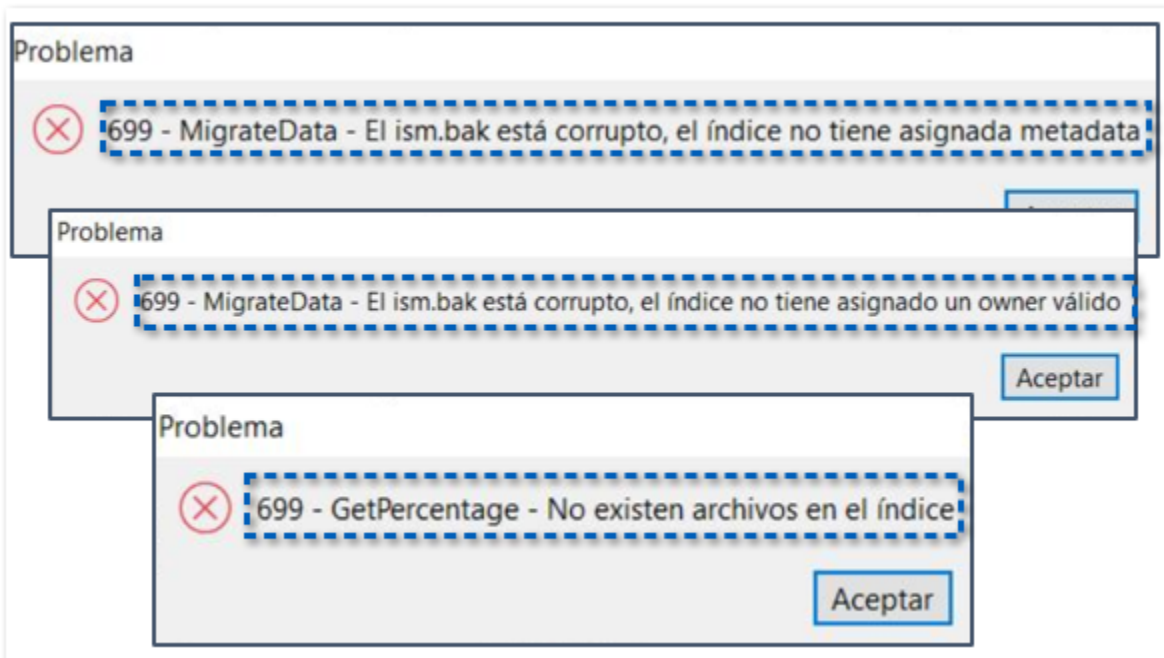 Problema
699 - MigrateData - El ism.bak está corrupto, el índice no tiene asignada metadata
Problema
699 - MigrateData - El ism.bak está corrupto, el índice no tiene asignado un owner válido
Aceptar
Problema
699 - GetPercentage - No existen archivos en el índice
Aceptar